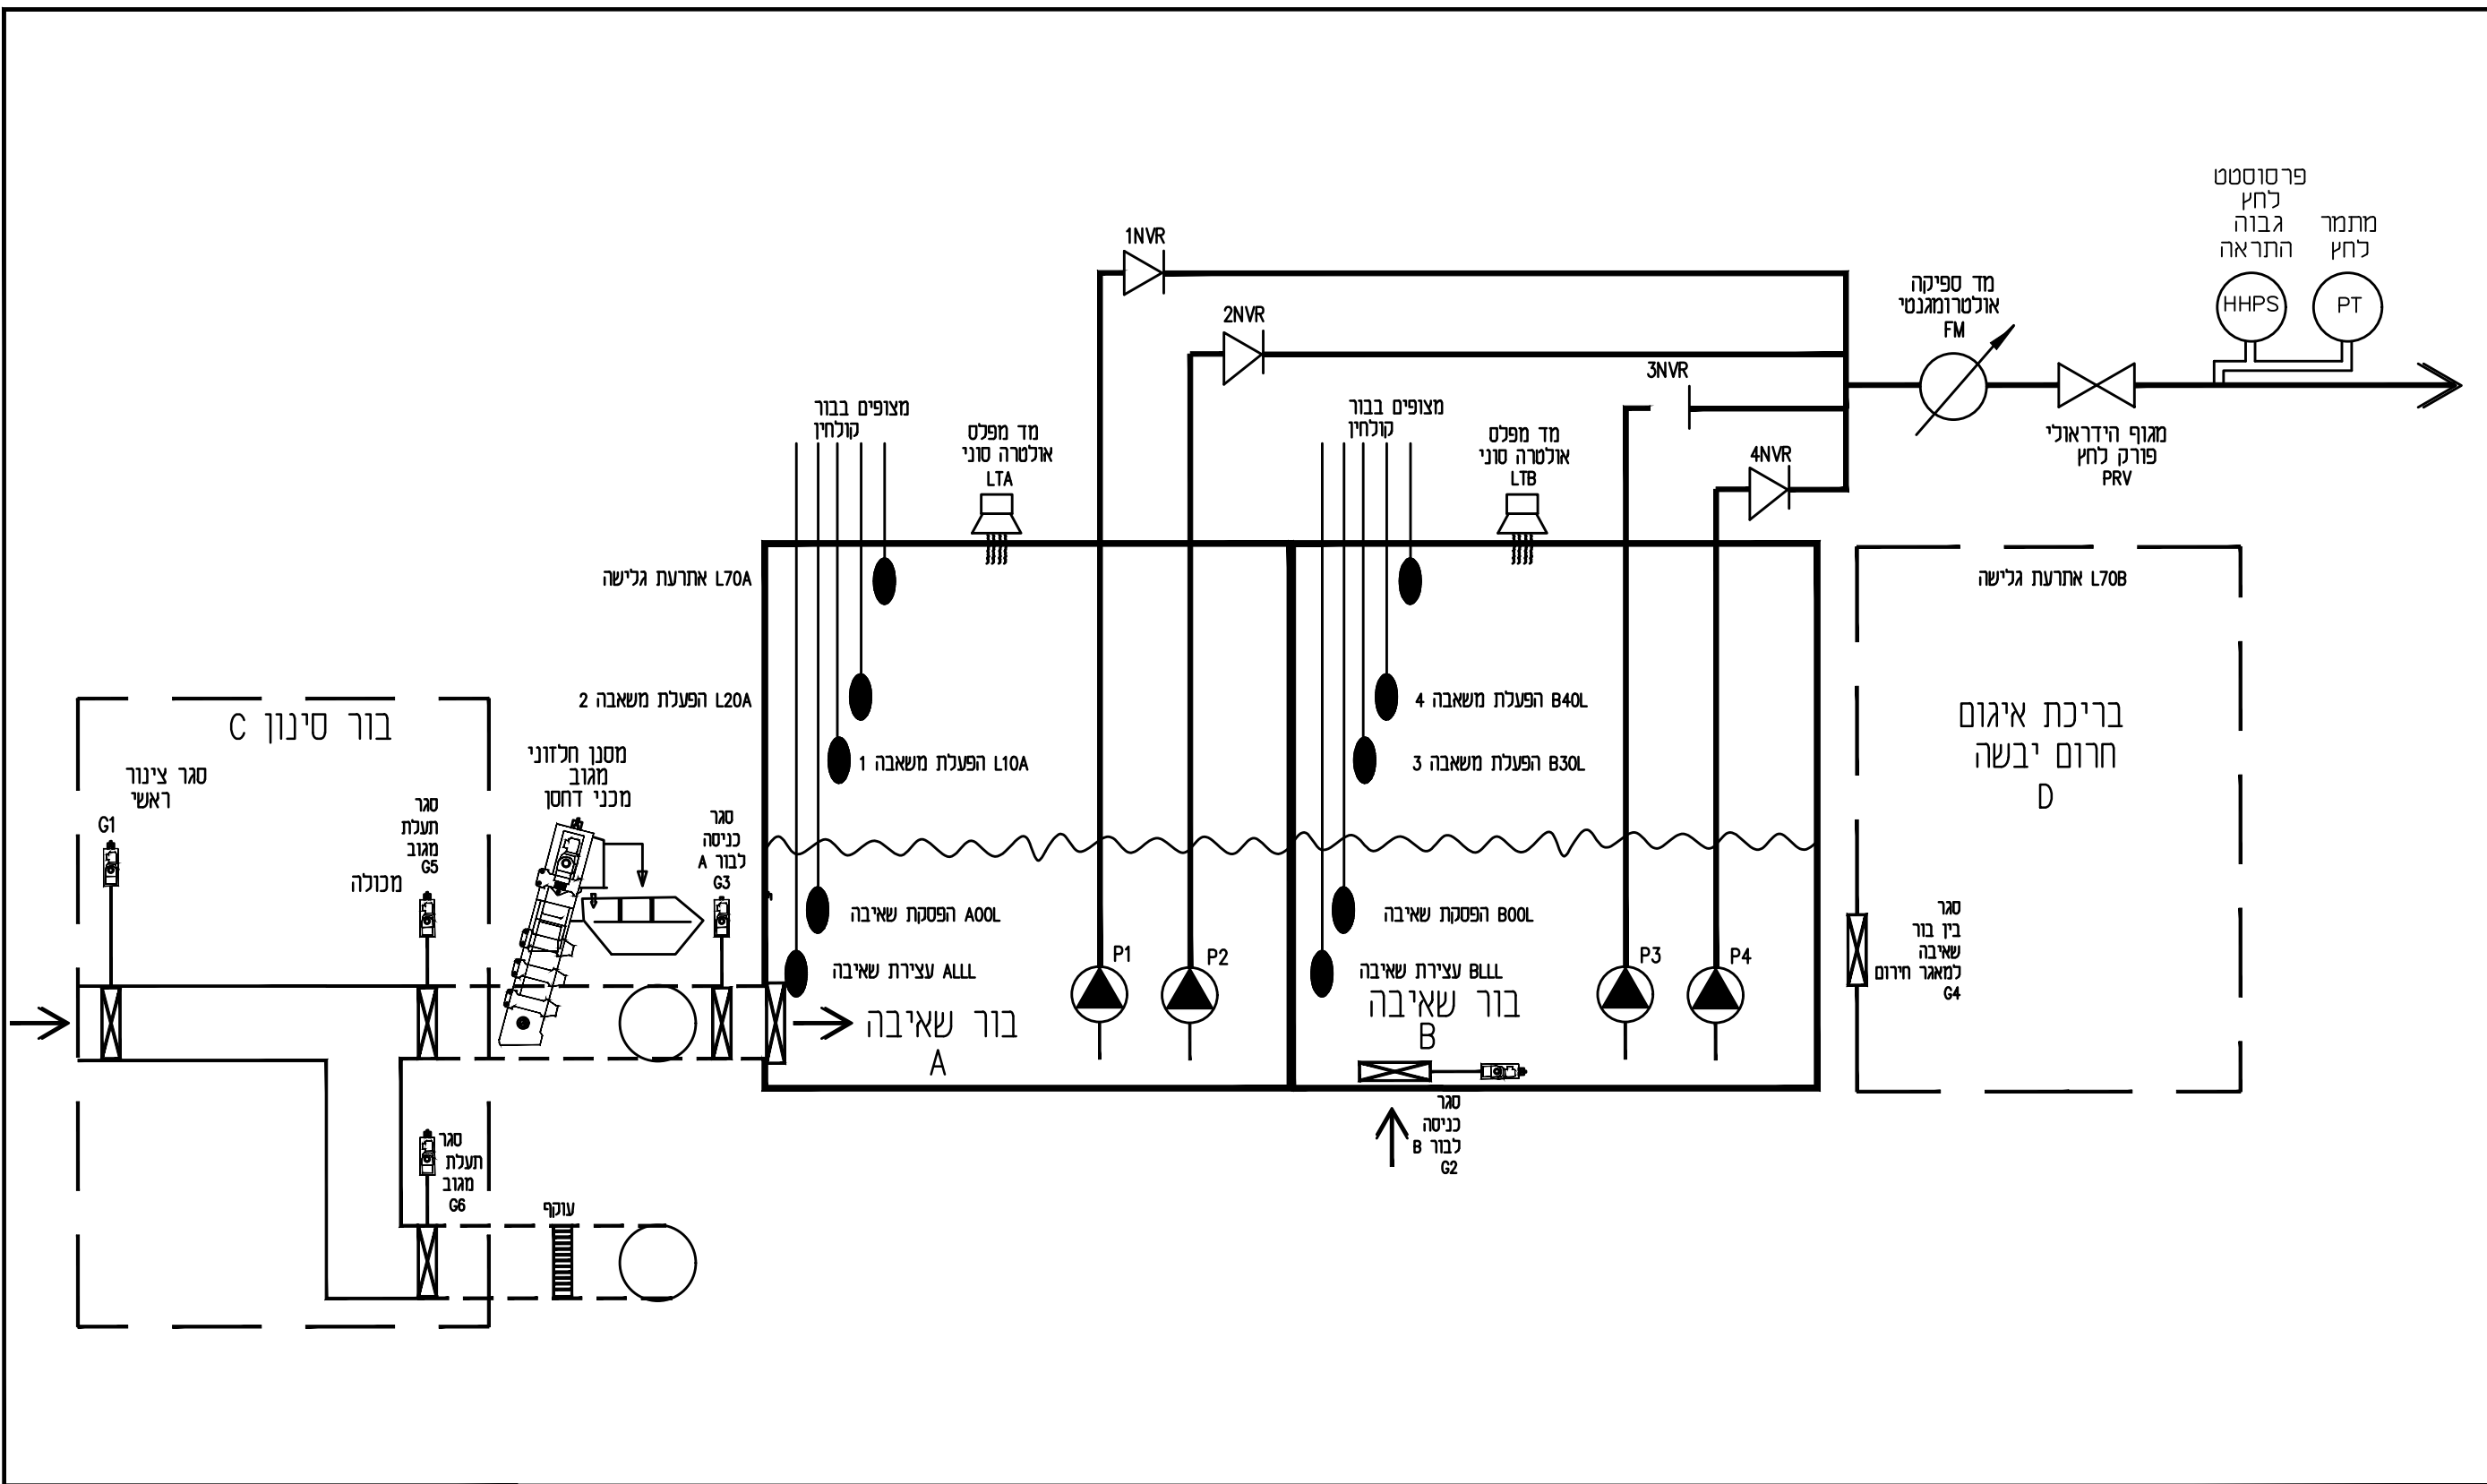 פרסוסטט
לחץ
גבוה
התראה
HHPS
מתמר
לחץ
PT
1NVR
2NVR
3NVR
4NVR
מד ספיקה
אולטרומגנטי
FM
מגוף הידראולי
פורק לחץ
PRV
מצופים בבור
קולחין
מד מפלס
אולטרה סוני
LTA
מצופים בבור
קולחין
מד מפלס
אולטרה סוני
LTB
L70A אתרעת גלישה
L20A הפעלת משאבה 2
L10A הפעלת משאבה 1
A00L הפסקת שאיבה
ALLL עצירת שאיבה
בור שאיבה
A
P1
P2
B40L הפעלת משאבה 4
B30L הפעלת משאבה 3
B00L הפסקת שאיבה
BLLL עצירת שאיבה
בור שאיבה
B
P3
P4
סגר
כניסה
לבור B
G2
L70B אתרעת גלישה
בריכת איגום
חרום יבשה
D
סגר
בין בור
שאיבה
למאגר חירום
G4
בור סינון C
סגר צינור
ראשי
G1
סגר
תעלת
מגוב
G5
מכולה
מסנן חלזוני
מגוב
מכני דחסן
סגר
כניסה
לבור A
G3
סגר
תעלת
מגוב
G6
עוקף